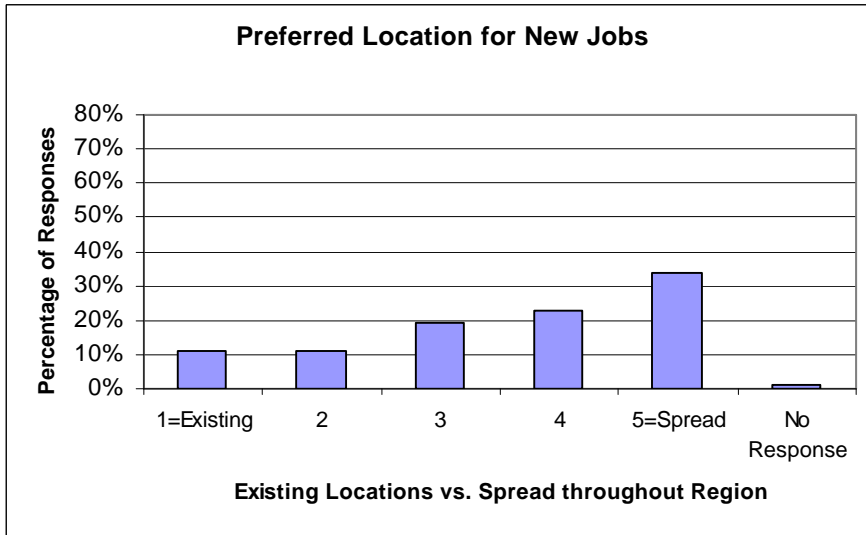 Preferred Location for New Jobs
80%
70%
60%
50%
40%
30%
20%
10%
0%
Percentage of Responses
1=Existing 2 3 4 5=Spread No
Response
Existing Locations vs. Spread throughout Region